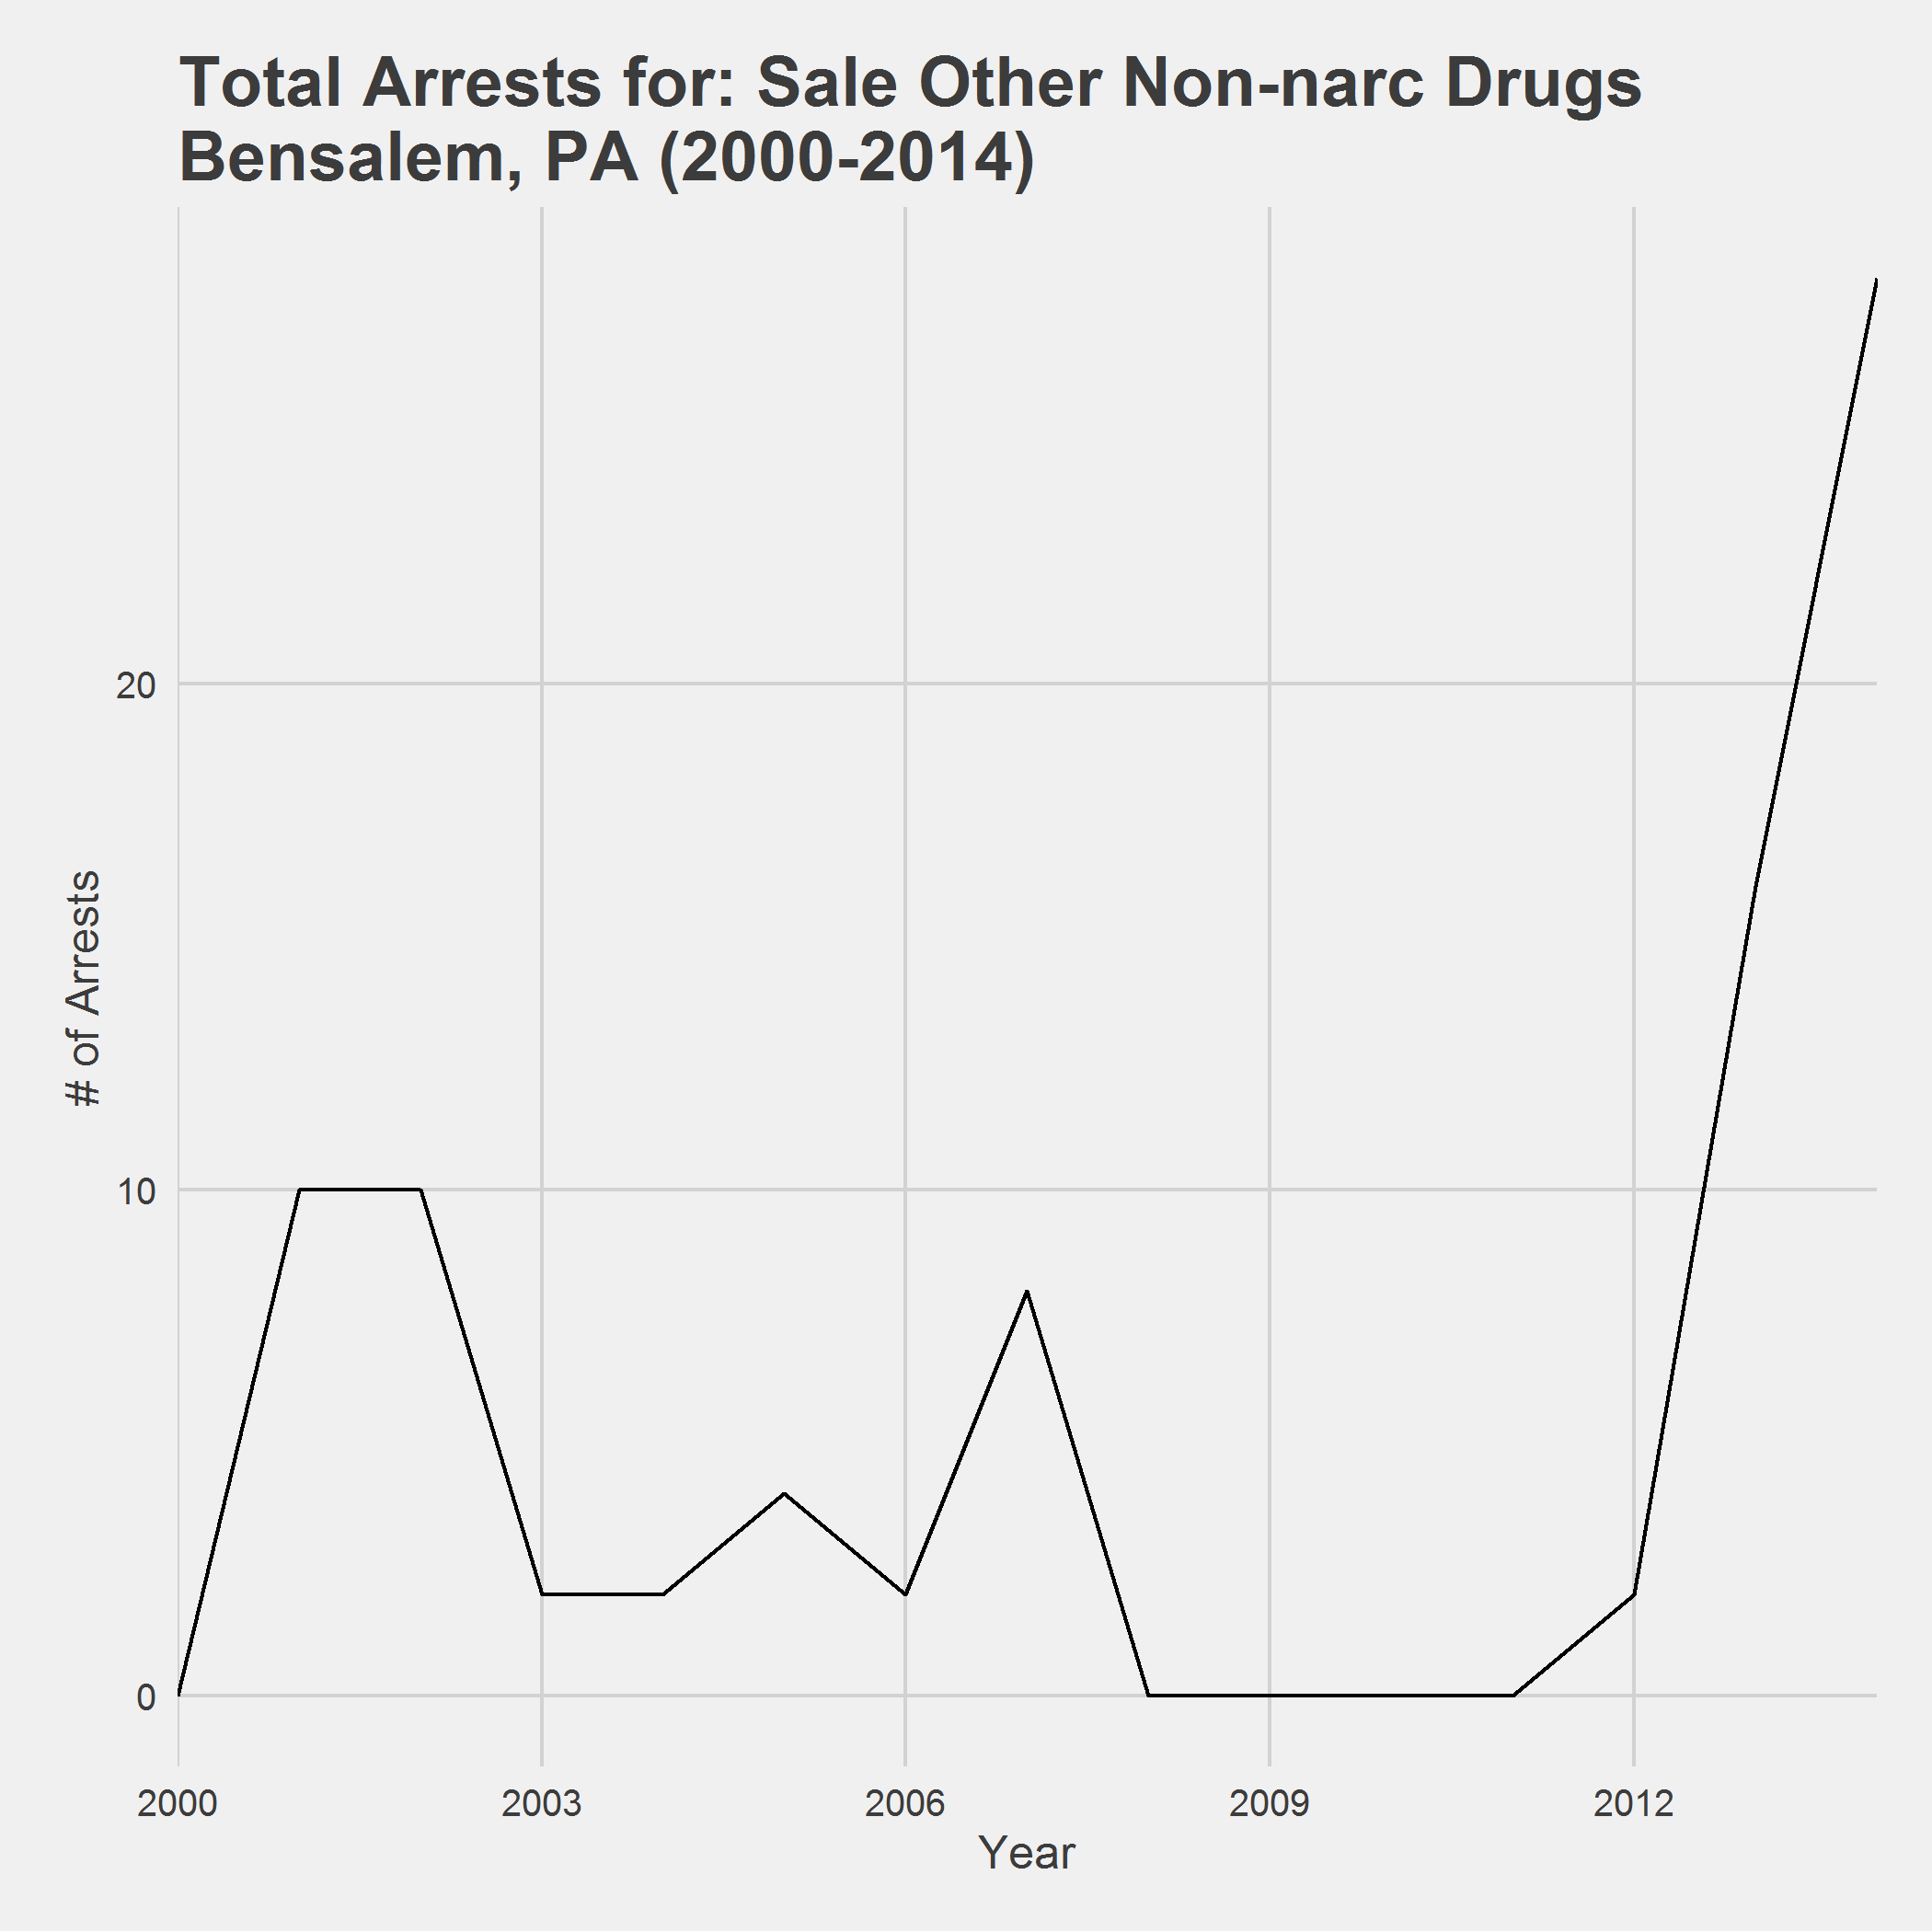 Total Arrests for: Sale Other Non-narc Drugs
Bensalem, PA (2000-2014)
# of Arrests
20
10
0
2000 2003 2006 2009 2012
Year